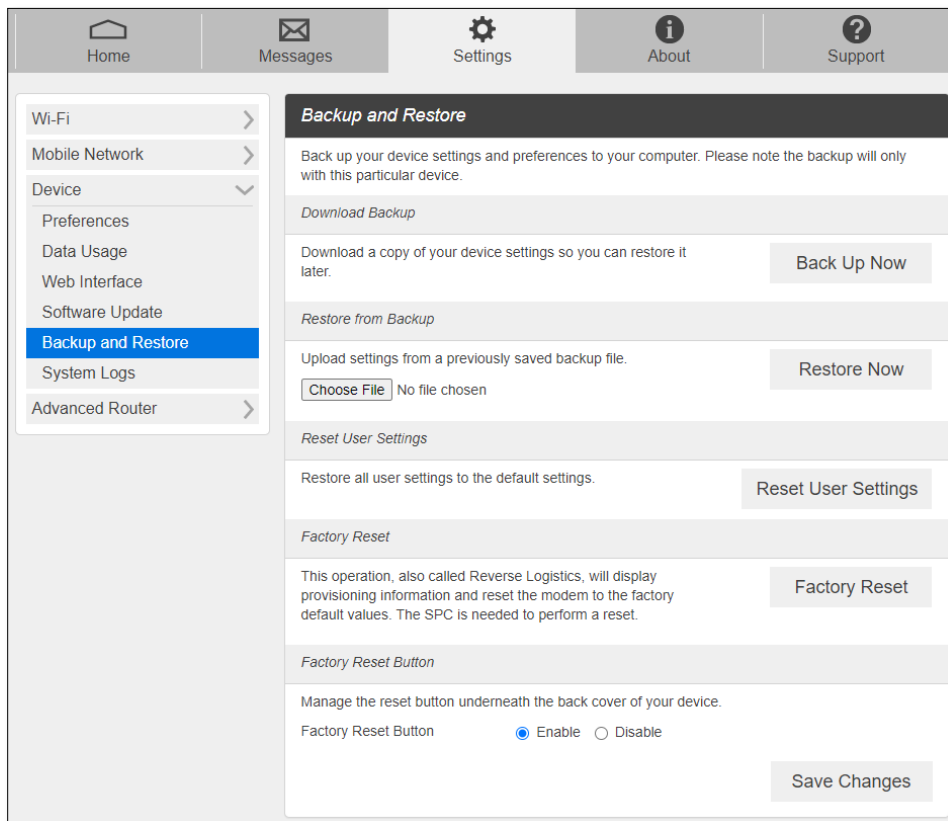 Home
Messages
Settings
About
Support
Wi-Fi
Mobile Network
Device
Preferences
Data Usage
Web Interface
Software Update
Backup and Restore
System Logs
Advanced Router
Backup and Restore
Back up your device settings and preferences to your computer. Please note the backup will only
with this particular device.
Download Backup
Download a copy of your device settings so you can restore it
later.
Back Up Now
Restore from Backup
Upload settings from a previously saved backup file.
Choose File No file chosen
Restore Now
Reset User Settings
Restore all user settings to the default settings.
Reset User Settings
Factory Reset
This operation, also called Reverse Logistics, will display
provisioning information and reset the modem to the factory
default values. The SPC is needed to perform a reset.
Factory Reset
Factory Reset Button
Manage the reset button underneath the back cover of your device.
Factory Reset Button Enable Disable
Save Changes